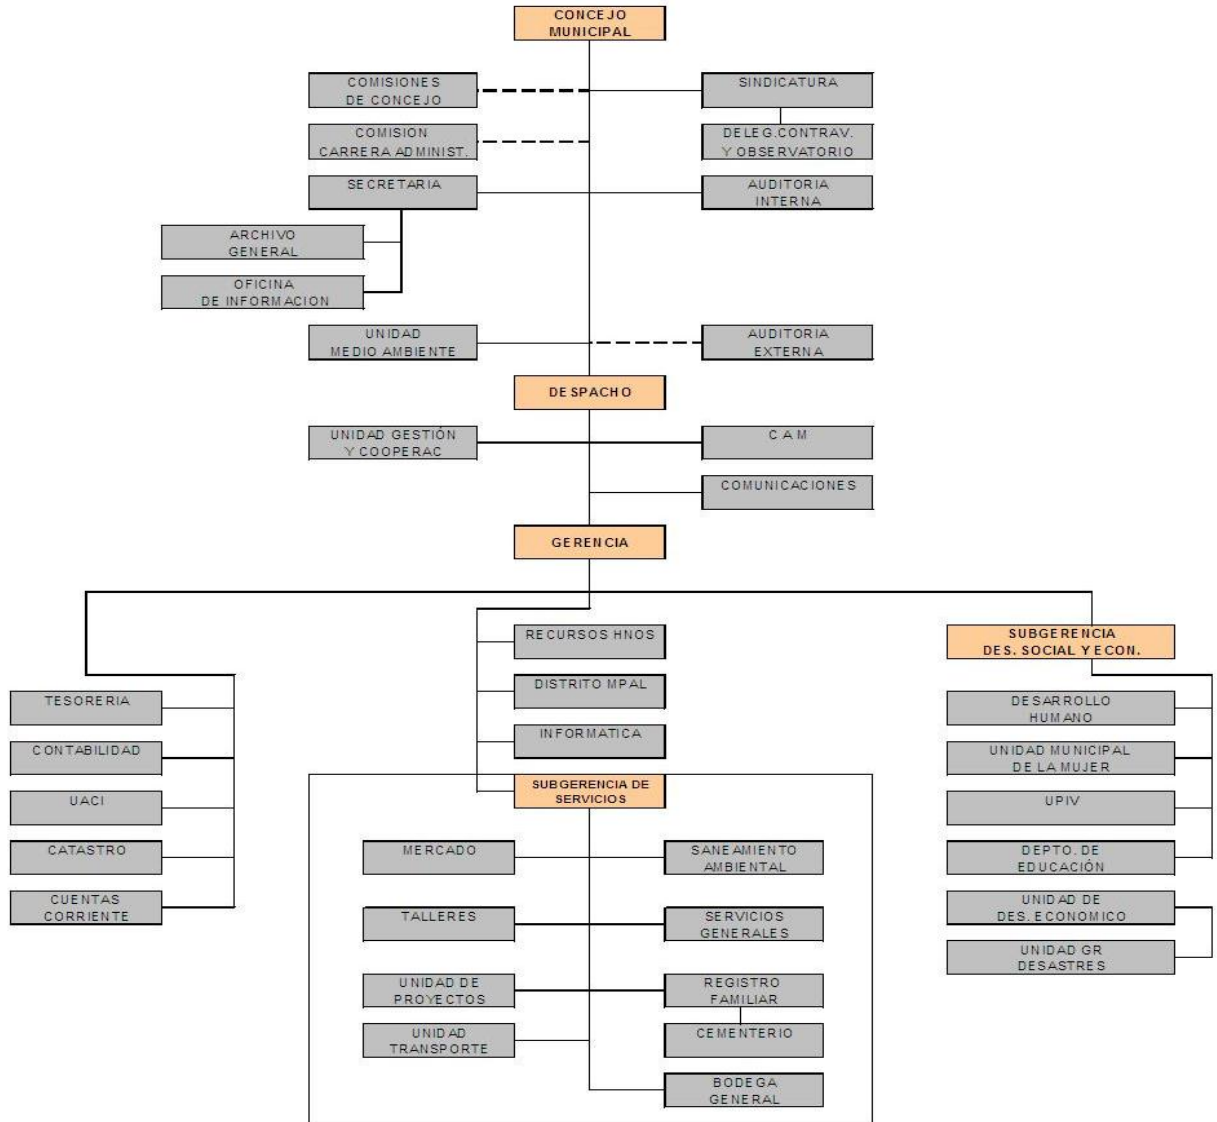 CONCEJO
MUNICIPAL
COMISIONES
DE CONCEJO
SINDICATURA
COMISION
CARRERA ADMINIST.
DELEG.CONTRAV.
Y OBSERVATORIO
SECRETARIA
AUDITORIA
INTERNA
ARCHIVO
GENERAL
OFICINA
DE INFORMACION
UNIDAD
MEDIO AMBIENTE
AUDITORIA
EXTERNA
DESPACHO
UNIDAD GESTIÓN
Y COOPERAC
C A M
COMUNICACIONES
GERENCIA
RECURSOS HNOS
DISTRITO MPAL
INFORMATICA
SUBGERENCIA
DES. SOCIAL Y ECON.
TESORERIA
CONTABILIDAD
UACI
CATASTRO
CUENTAS
CORRIENTE
DESARROLLO
HUMANO
UNIDAD MUNICIPAL
DE LA MUJER
UPIV
DEPTO. DE
EDUCACIÓN
UNIDAD DE
DES. ECONOMICO
UNIDAD GR
DESASTRES
SUBGERENCIA DE
SERVICIOS
MERCADO
SANEAMIENTO
AMBIENTAL
TALLERES
SERVICIOS
GENERALES
UNIDAD DE
PROYECTOS
REGISTRO
FAMILIAR
UNIDAD
TRANSPORTE
CEMENTERIO
BODEGA
GENERAL